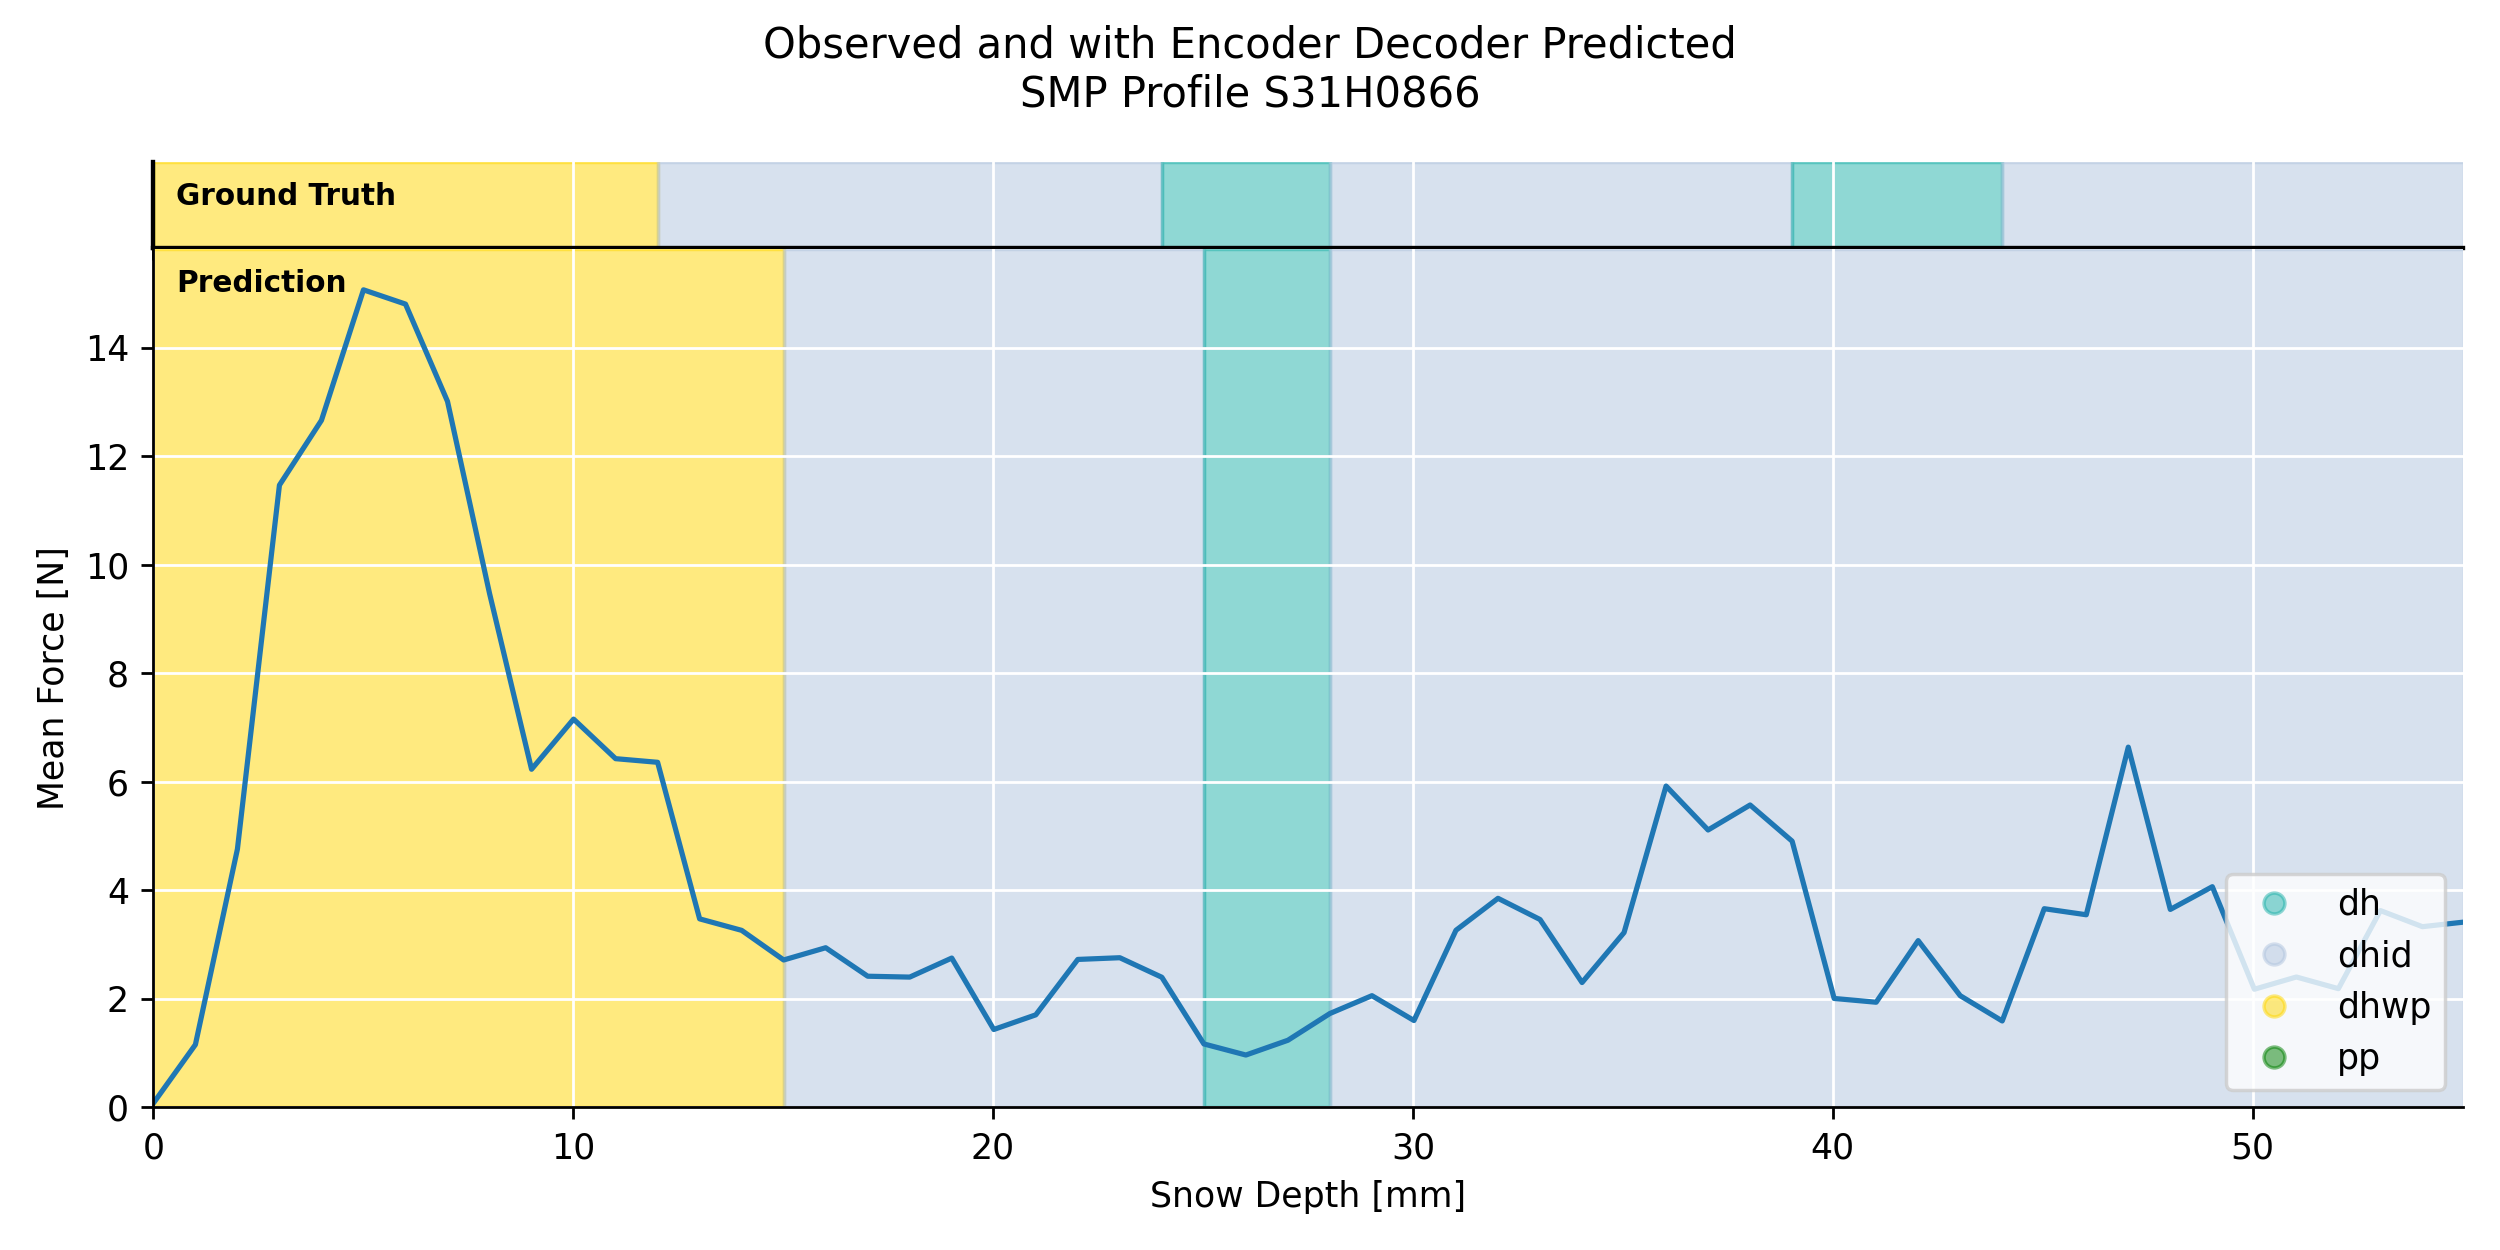 Observed and with Encoder Decoder Predicted
SMP Profile S31H0866
Ground Truth
Prediction
14
12
10
8
6
4
2
0
Mean Force [N]
0 10 20 30 40 50
Snow Depth [mm]
dh
dhid
dhwp
pp